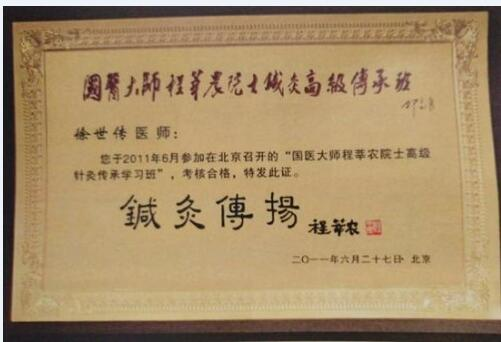 國醫大師程莘農院士鍼灸高級傳承班
徐世传医师：
您于2011年6月参加在北京召开的“国医大师程莘农院士高级
针灸传承学习班”，考核合格，特发此证。
鍼灸傳揚
程莘农
二〇一一年六月二十七日·北京